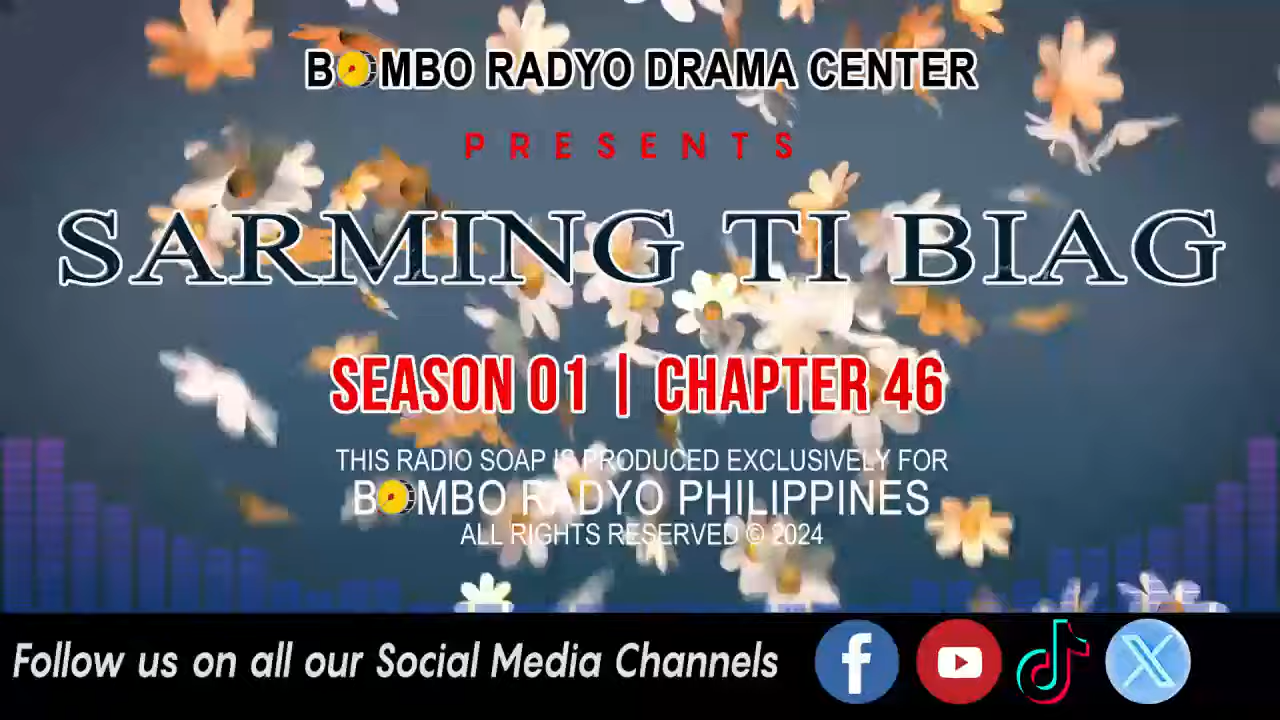 BOMBO RADYO DRAMA CENTER
PRESENTS
SARMING TI BIAG
SEASON 01 | CHAPTER 46
THIS RADIO SOAP IS PRODUCED EXCLUSIVELY FOR
BOMBO RADYO PHILIPPINES
ALL RIGHTS RESERVED © 2024
Follow us on all our Social Media Channels